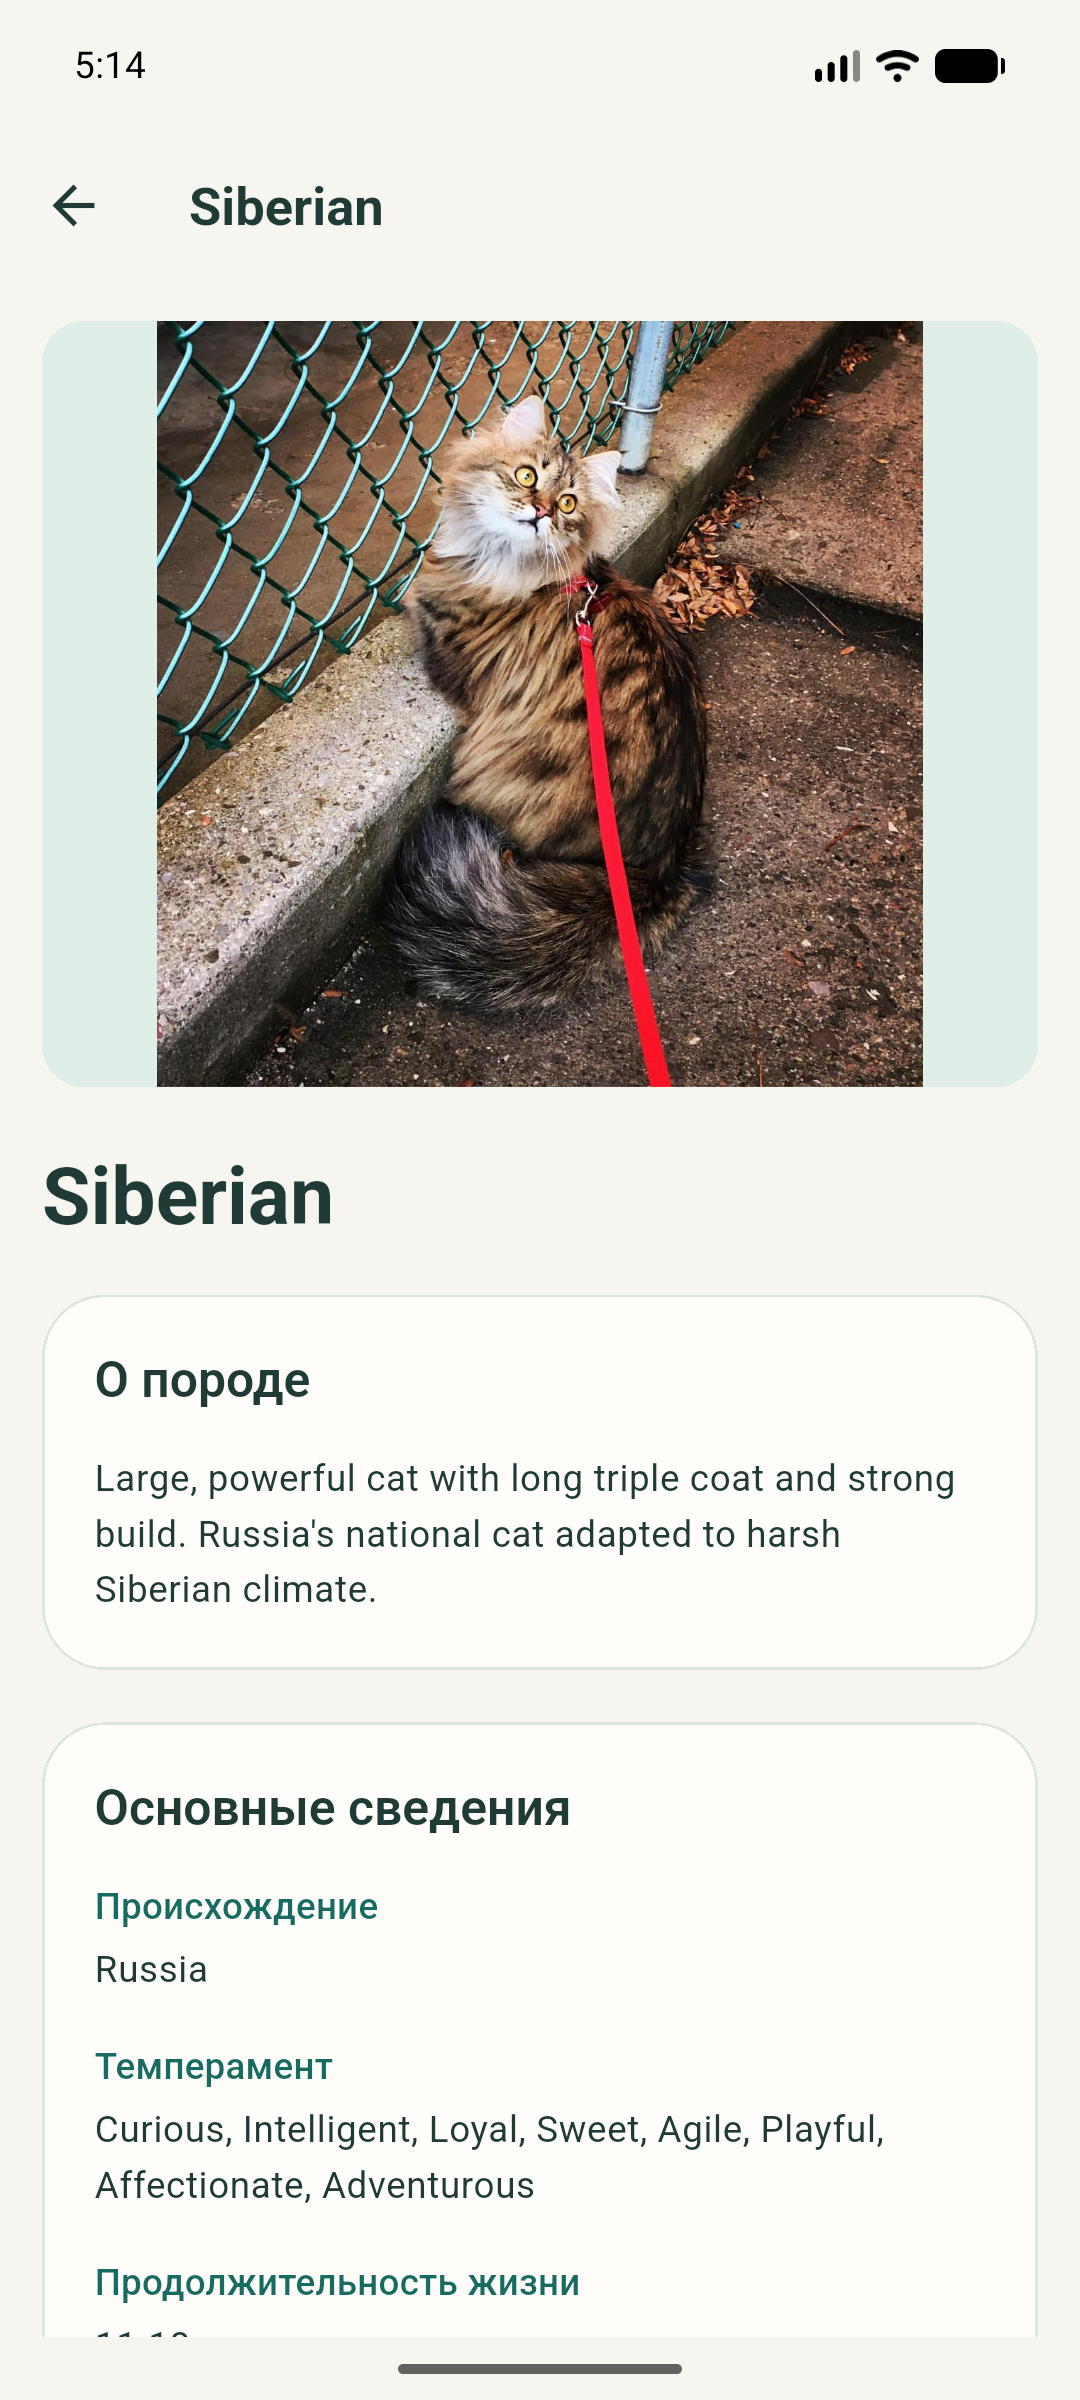 5:14
Siberian
Siberian
О породе
Large, powerful cat with long triple coat and strong
build. Russia's national cat adapted to harsh
Siberian climate.
Основные сведения
Происхождение
Russia
Темперамент
Curious, Intelligent, Loyal, Sweet, Agile, Playful,
Affectionate, Adventurous
Продолжительность жизни